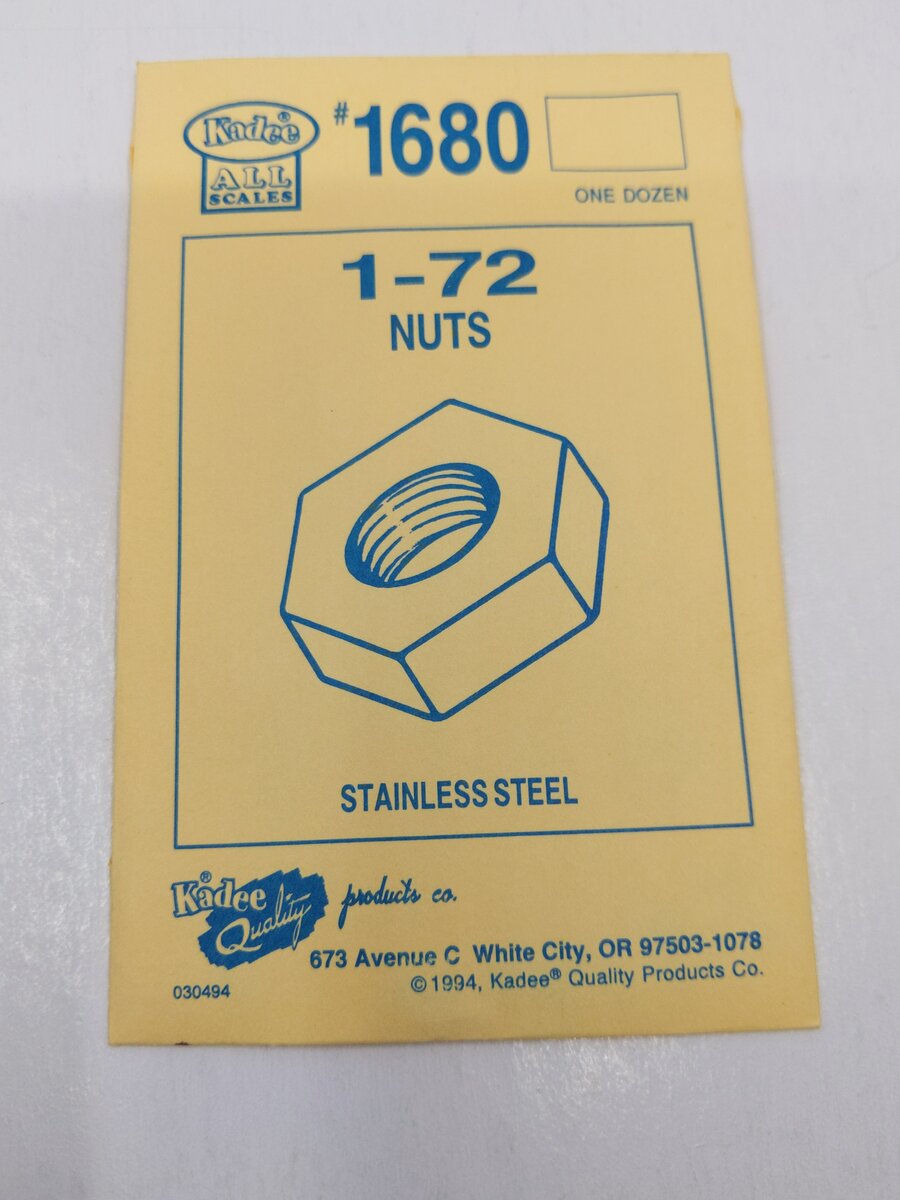 Kadee®
ALL
SCALES
#1680
ONE DOZEN
1-72
NUTS
STAINLESS STEEL
Kadee®
Quality
products co.
673 Avenue C White City, OR 97503-1078
©1994, Kadee® Quality Products Co.
030494